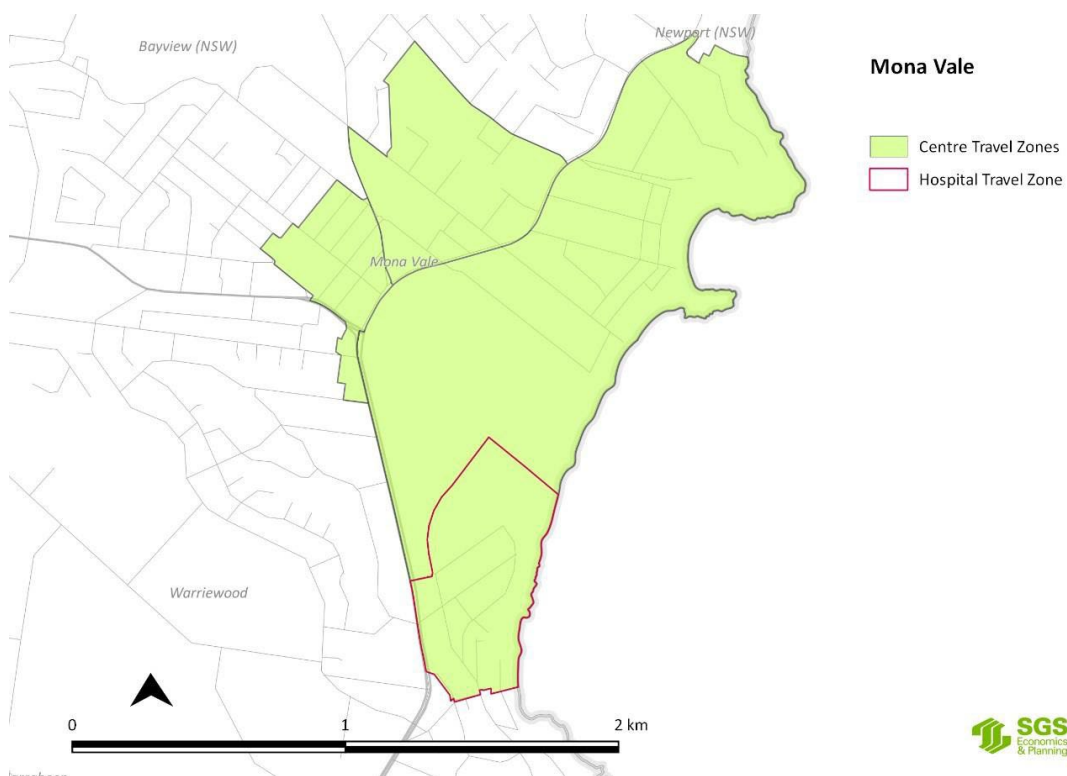 Bayview (NSW)
Newport (NSW)
Mona Vale
Centre Travel Zones
Hospital Travel Zone
Mona Vale
Warriewood
0 1 2 km
SGS
Economics
& Planning